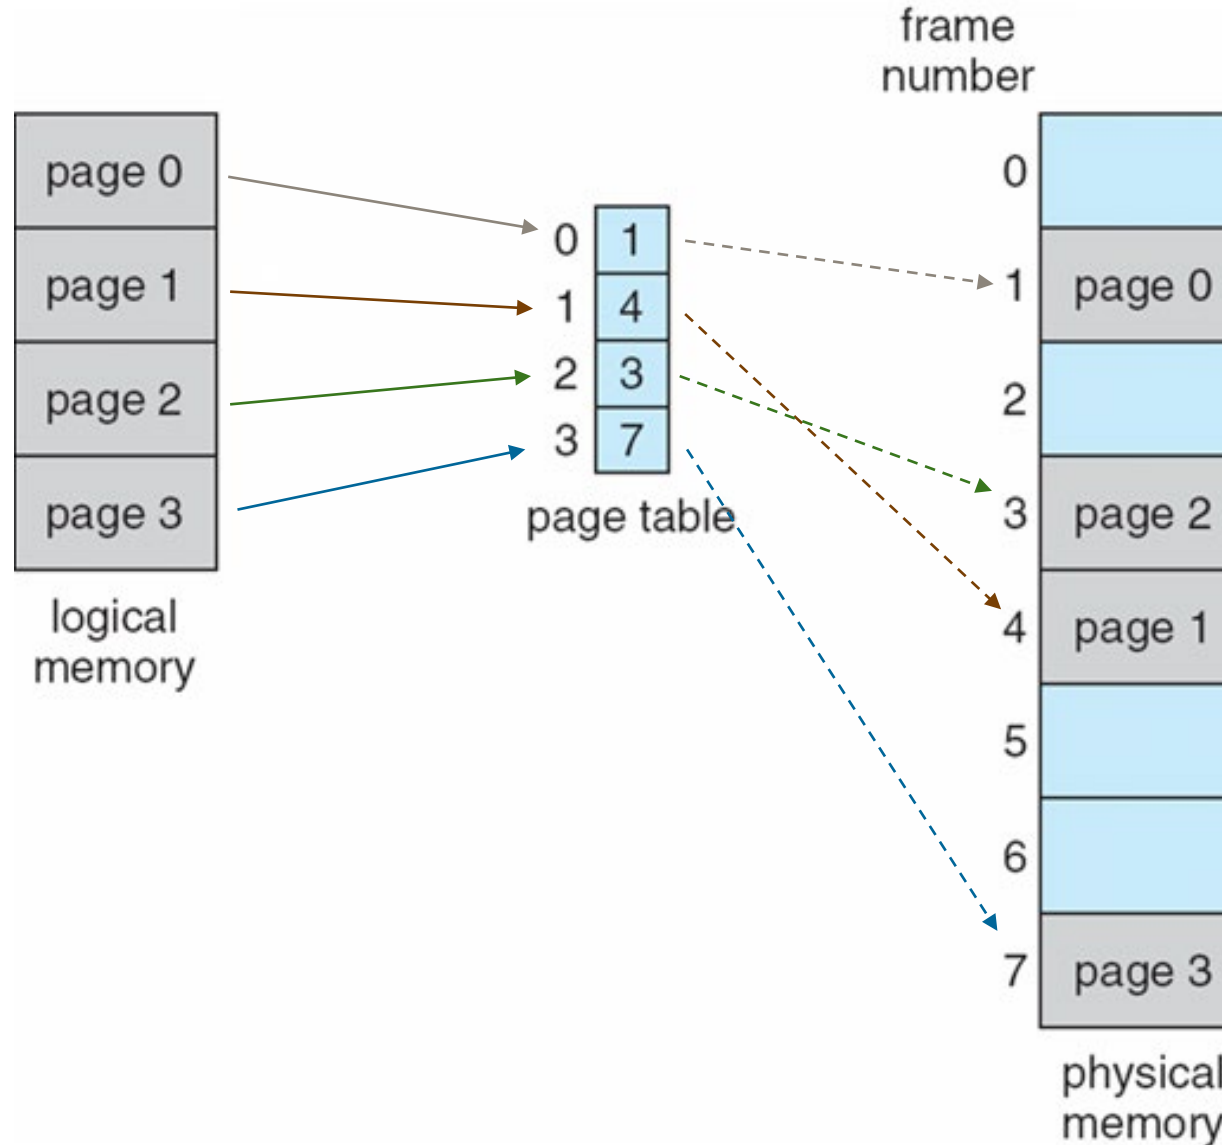 frame
number
page 0
page 1
page 2
page 3
logical
memory
0 1
1 4
2 3
3 7
page table
0
1 page 0
2
3 page 2
4 page 1
5
6
7 page 3
physical
memory